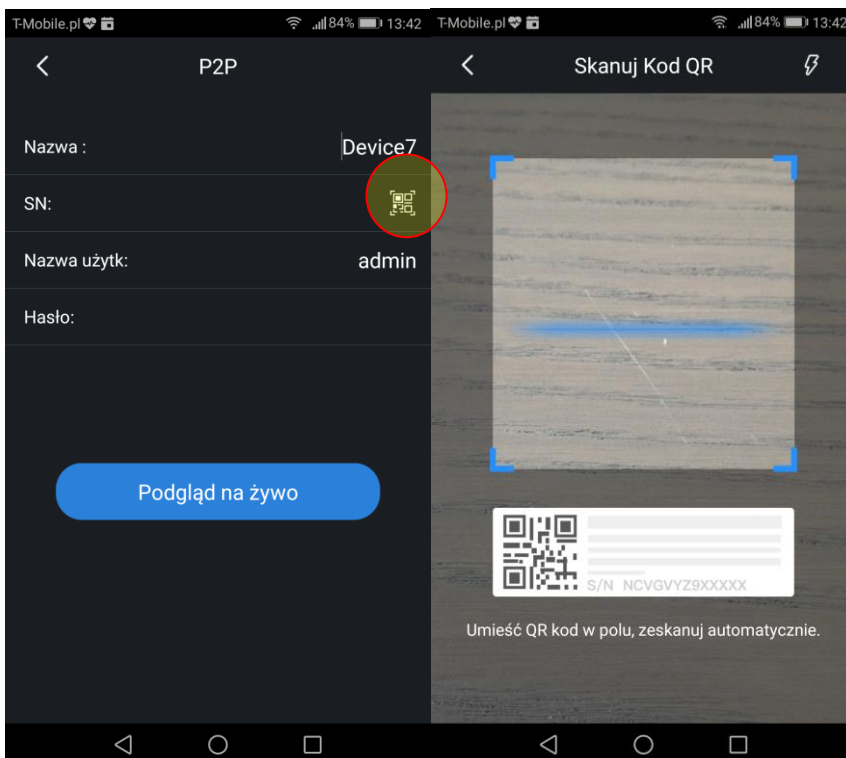 T-Mobile.pl 84% 13:42
P2P
Nazwa : Device7
SN:
Nazwa użytk: admin
Hasło:
Podgląd na żywo
T-Mobile.pl 84% 13:42
Skanuj Kod QR
S/N NCVGVYZ9XXXXX
Umieść QR kod w polu, zeskanuj automatycznie.